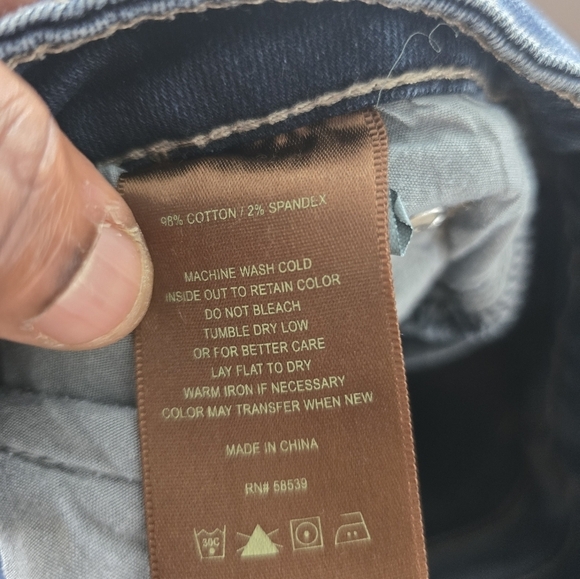 98% COTTON / 2% SPANDEX
MACHINE WASH COLD
INSIDE OUT TO RETAIN COLOR
DO NOT BLEACH
TUMBLE DRY LOW
OR FOR BETTER CARE
LAY FLAT TO DRY
WARM IRON IF NECESSARY
COLOR MAY TRANSFER WHEN NEW
MADE IN CHINA
RN# 58539
30C